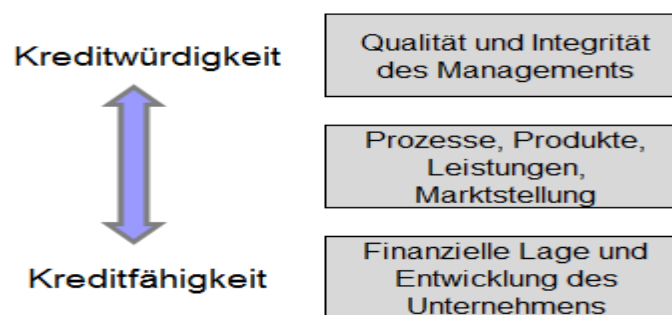 Kreditwürdigkeit
Qualität und Integrität
des Managements
Prozesse, Produkte,
Leistungen,
Marktstellung
Kreditfähigkeit
Finanzielle Lage und
Entwicklung des
Unternehmens